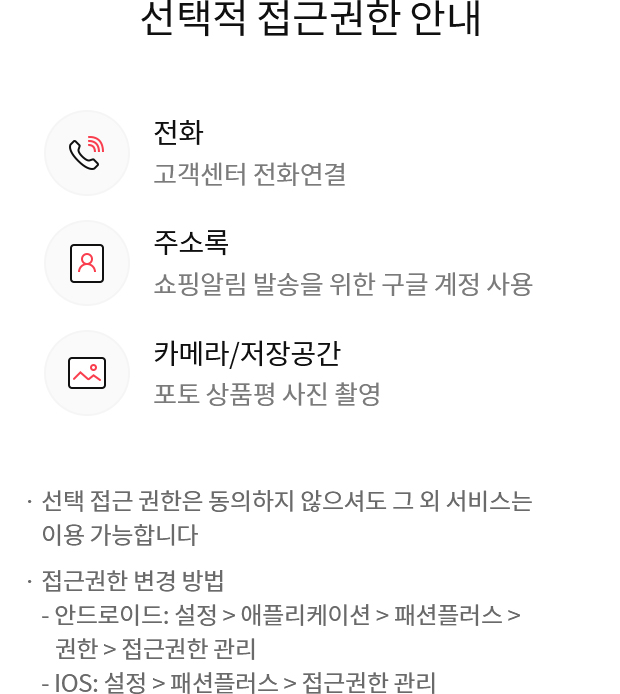 선택적 접근권한 안내
전화
고객센터 전화연결
주소록
쇼핑알림 발송을 위한 구글 계정 사용
카메라/저장공간
포토 상품평 사진 촬영
· 선택 접근 권한은 동의하지 않으셔도 그 외 서비스는
이용 가능합니다
· 접근권한 변경 방법
- 안드로이드: 설정 > 애플리케이션 > 패션플러스 >
권한 > 접근권한 관리
- IOS: 설정 > 패션플러스 > 접근권한 관리